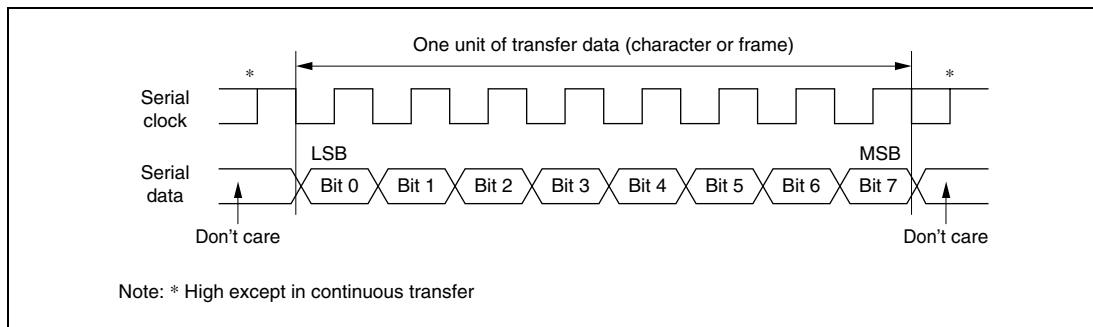 One unit of transfer data (character or frame)
* *
Serial
clock
LSB MSB
Serial
data
Bit 0 Bit 1 Bit 2 Bit 3 Bit 4 Bit 5 Bit 6 Bit 7
Don't care Don't care
Note: * High except in continuous transfer